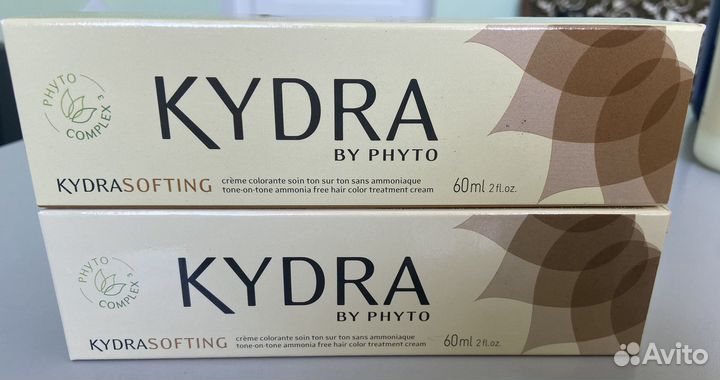 PHYTO COMPLEX
KYDRA
BY PHYTO
KYDRASOFTING
crème colorante soin ton sur ton sans ammoniaque
tone-on-tone ammonia free hair color treatment cream
60ml 2 fl.oz.
PHYTO COMPLEX
KYDRA
BY PHYTO
KYDRASOFTING
crème colorante soin ton sur ton sans ammoniaque
tone-on-tone ammonia free hair color treatment cream
60ml 2 fl.oz.
Avito